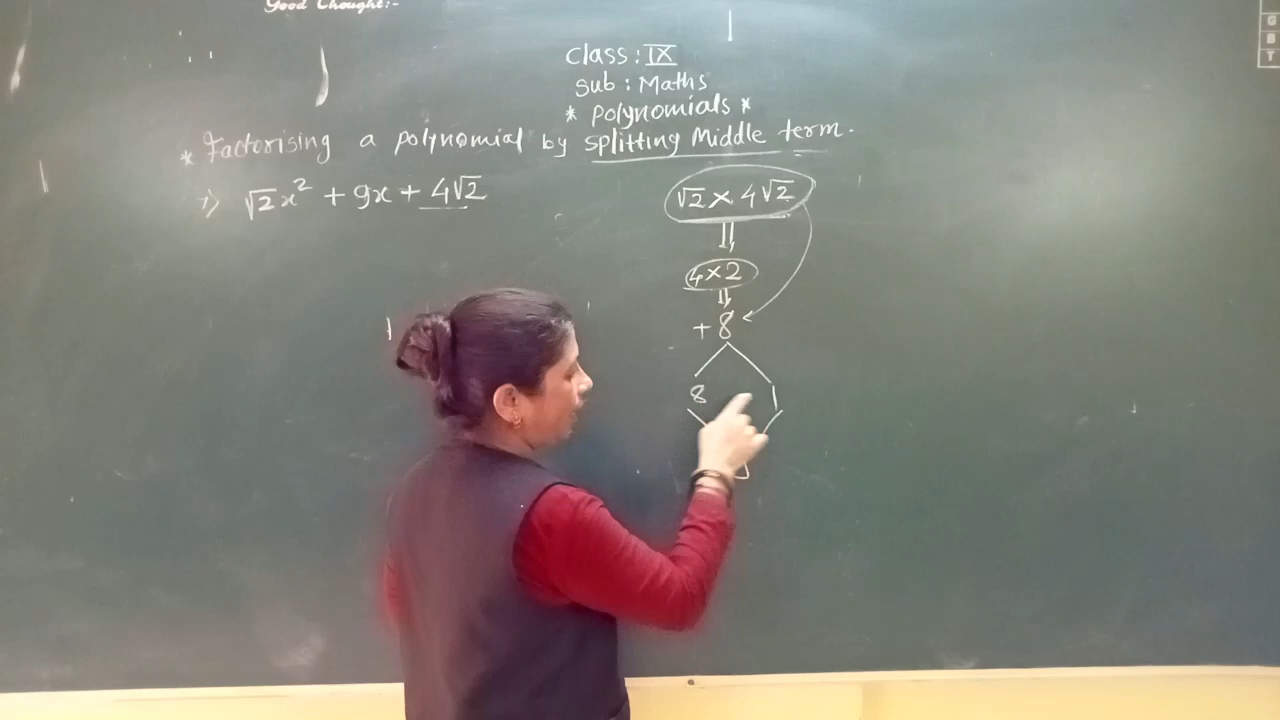 Good Thought:-
Class: IX
Sub: Maths
* Polynomials *
* Factorising a polynomial by splitting Middle term.
1) √2x² + 9x + 4√2
√2 × 4√2
4×2
+ 8
8 1
G
B
T